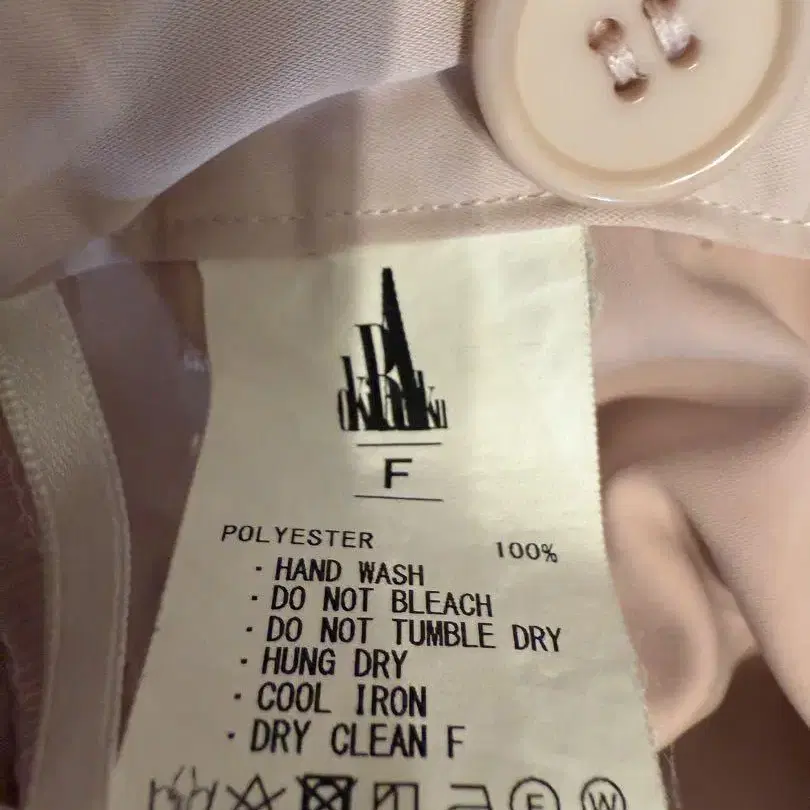 F
POLYESTER 100%
・HAND WASH
・DO NOT BLEACH
・DO NOT TUMBLE DRY
・HUNG DRY
・COOL IRON
・DRY CLEAN F
F W